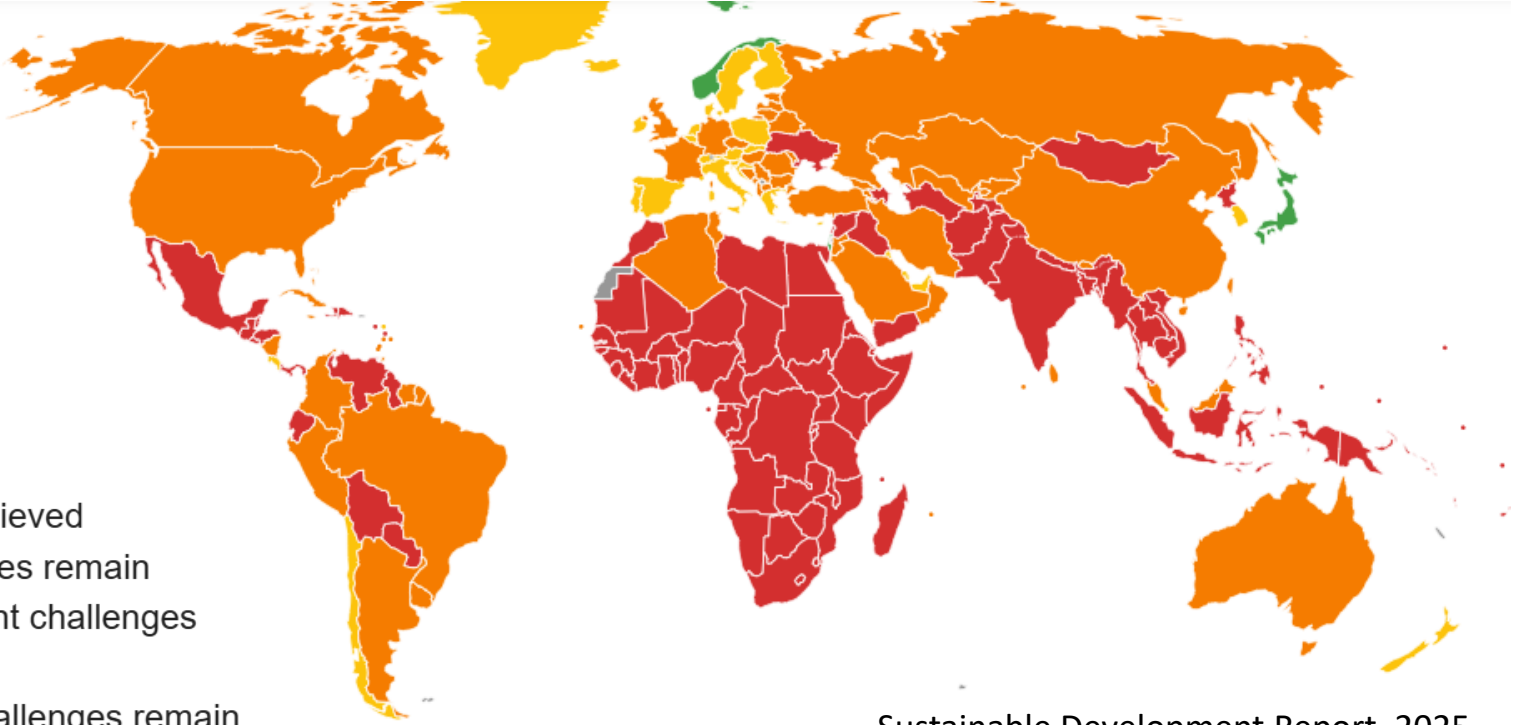 ieved
es remain
nt challenges
allenges remain
Sustainable Development Report, 2025